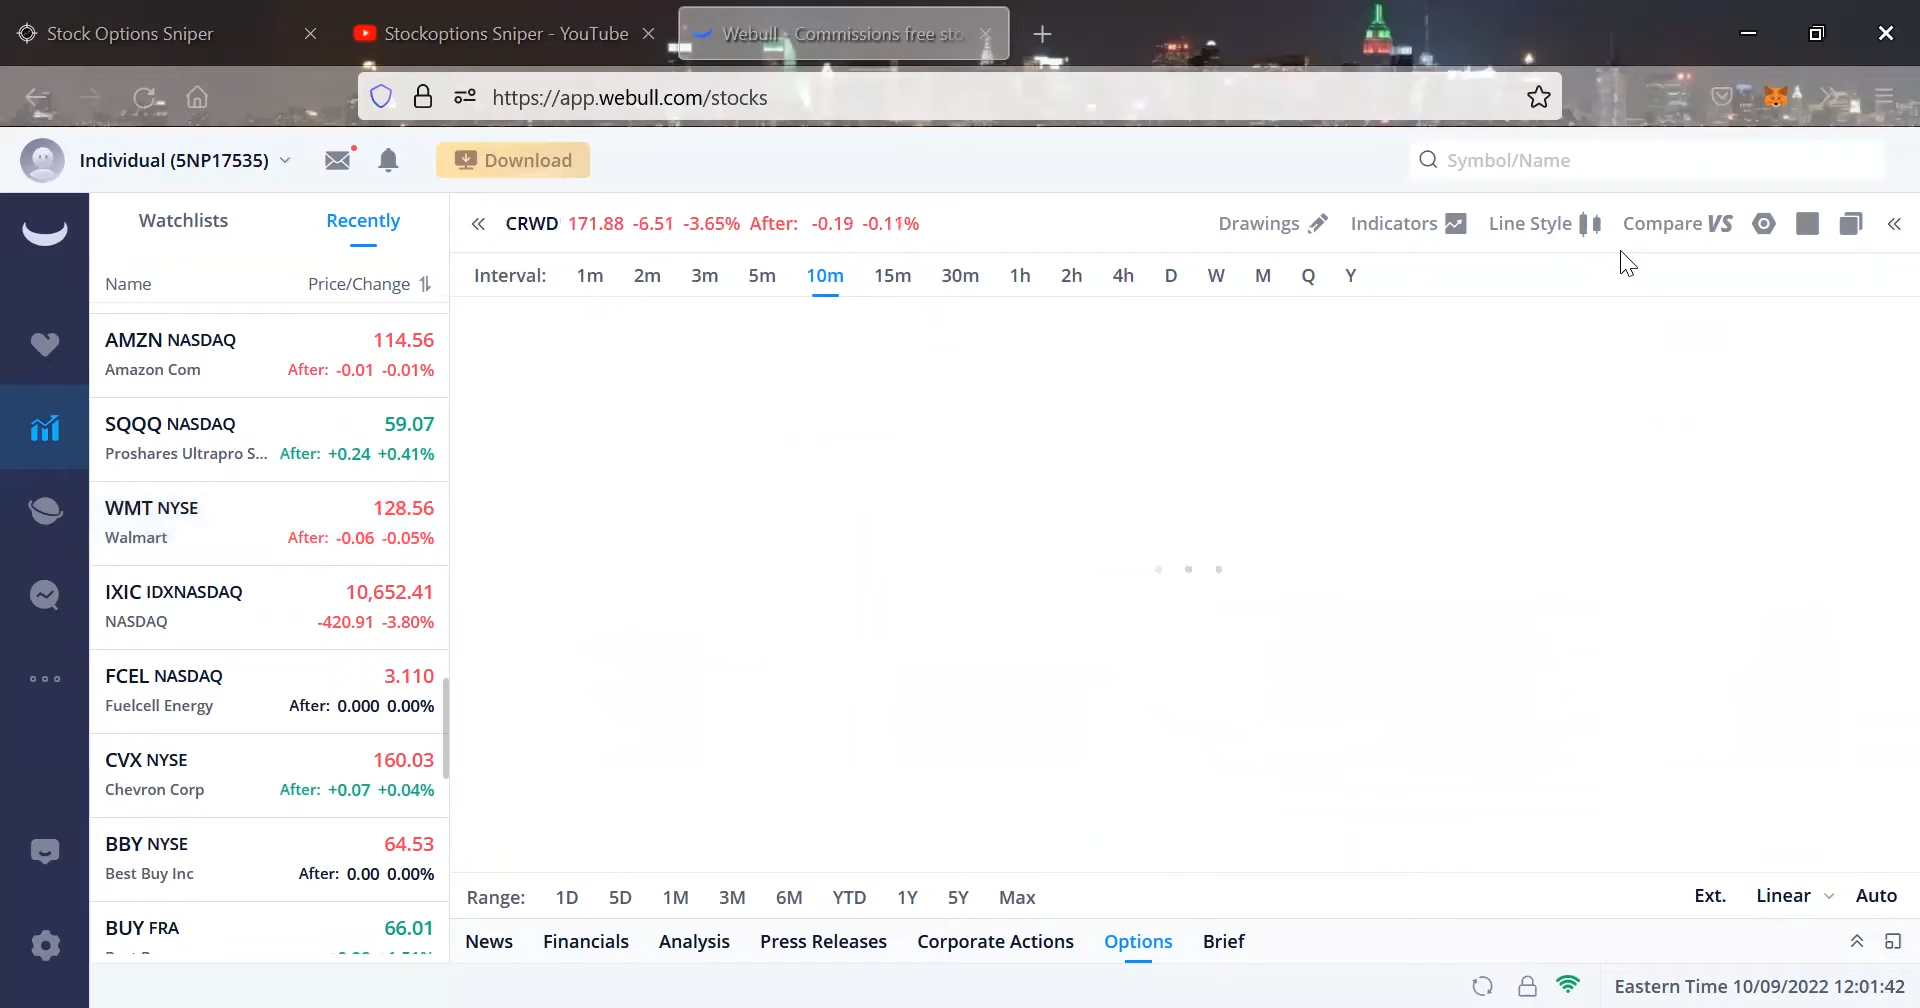 Stock Options Sniper
Stockoptions Sniper - YouTube
Webull - Commissions free sto
https://app.webull.com/stocks
Individual (5NP17535)
Download
Symbol/Name
Watchlists
Recently
CRWD 171.88 -6.51 -3.65% After: -0.19 -0.11%
Drawings
Indicators
Line Style
Compare VS
Name
Price/Change
Interval: 1m 2m 3m 5m 10m 15m 30m 1h 2h 4h D W M Q Y
AMZN NASDAQ 114.56
Amazon Com After: -0.01 -0.01%
SQQQ NASDAQ 59.07
Proshares Ultrapro S... After: +0.24 +0.41%
WMT NYSE 128.56
Walmart After: -0.06 -0.05%
IXIC IDXNASDAQ 10,652.41
NASDAQ -420.91 -3.80%
FCEL NASDAQ 3.110
Fuelcell Energy After: 0.000 0.00%
CVX NYSE 160.03
Chevron Corp After: +0.07 +0.04%
BBY NYSE 64.53
Best Buy Inc After: 0.00 0.00%
BUY FRA 66.01
Range: 1D 5D 1M 3M 6M YTD 1Y 5Y Max
Ext. Linear Auto
News Financials Analysis Press Releases Corporate Actions Options Brief
Eastern Time 10/09/2022 12:01:42